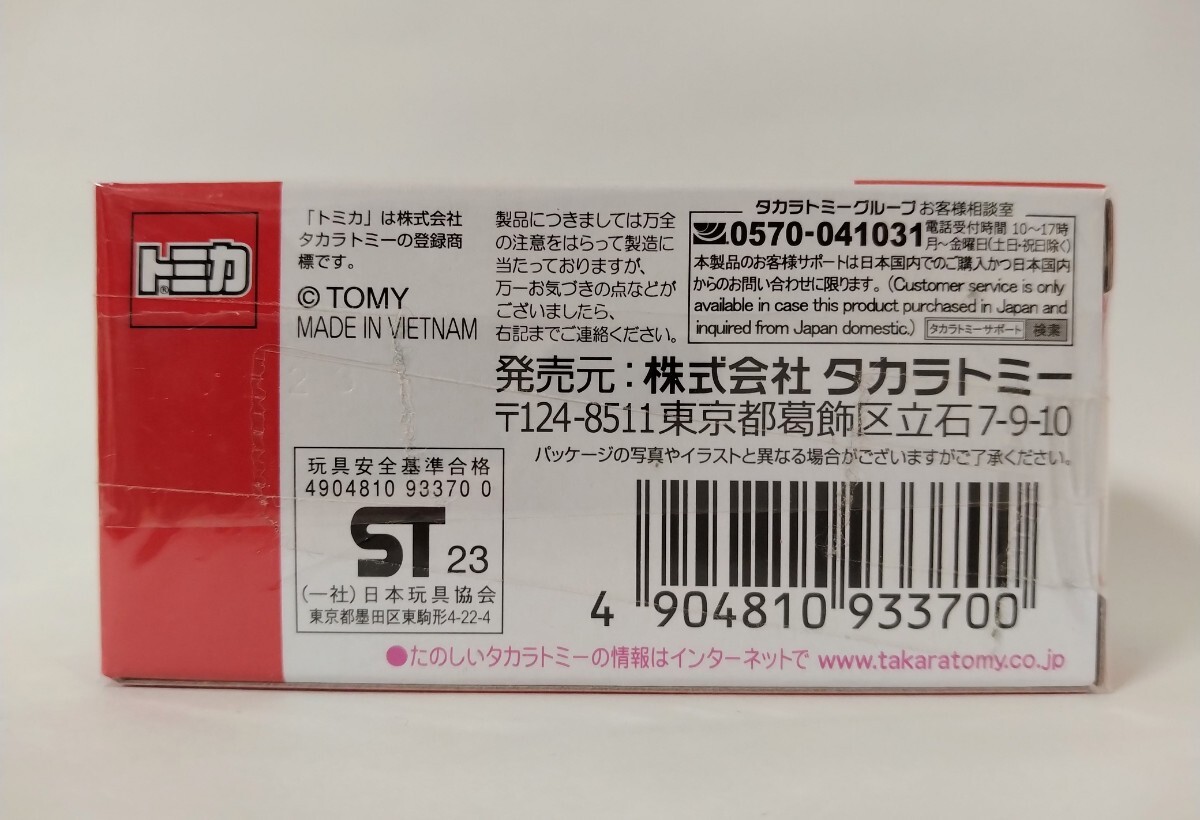 トミカ®
「トミカ」は株式会社
タカラトミーの登録商
標です。
© TOMY
MADE IN VIETNAM
製品につきましては万全
の注意をはらって製造に
当たっておりますが、
万一お気づきの点などが
ございましたら、
右記までご連絡ください。
タカラトミーグループお客様相談室
0570-041031 電話受付時間 10～17時
月～金曜日(土日・祝日除く)
本製品のお客様サポートは日本国内でのご購入かつ日本国内
からのお問い合わせに限ります。(Customer service is only
available in case this product purchased in Japan and
inquired from Japan domestic.) タカラトミーサポート 検索
発売元：株式会社 タカラトミー
〒124-8511東京都葛飾区立石7-9-10
パッケージの写真やイラストと異なる場合がございますがご了承ください。
玩具安全基準合格
4904810 93370 0
ST 23
(一社)日本玩具協会
東京都墨田区東駒形4-22-4
4 904810 933700
●たのしいタカラトミーの情報はインターネットで www.takaratomy.co.jp